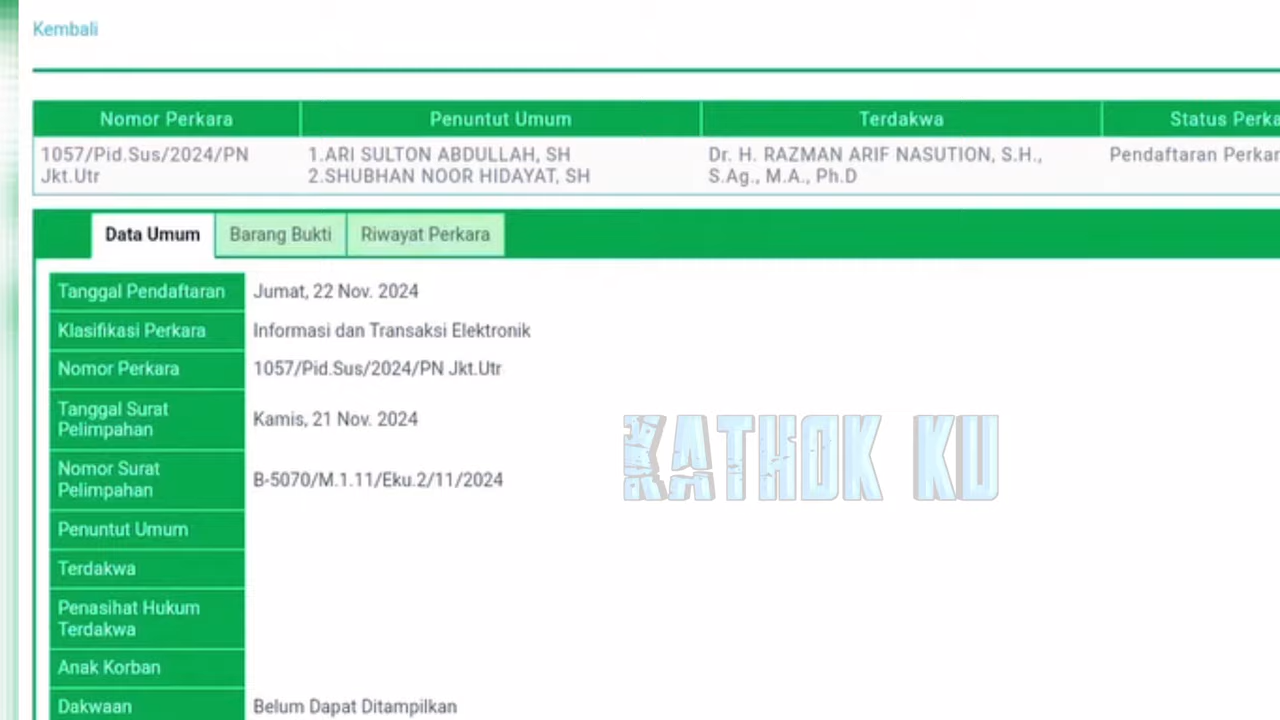 Kembali
Nomor Perkara Penuntut Umum Terdakwa Status Perka
1057/Pid.Sus/2024/PN 1.ARI SULTON ABDULLAH, SH Dr. H. RAZMAN ARIF NASUTION, S.H., Pendaftaran Perkar
Jkt.Utr 2.SHUBHAN NOOR HIDAYAT, SH S.Ag., M.A., Ph.D
Data Umum Barang Bukti Riwayat Perkara
Tanggal Pendaftaran Jumat, 22 Nov. 2024
Klasifikasi Perkara Informasi dan Transaksi Elektronik
Nomor Perkara 1057/Pid.Sus/2024/PN Jkt.Utr
Tanggal Surat
Pelimpahan Kamis, 21 Nov. 2024
Nomor Surat
Pelimpahan B-5070/M.1.11/Eku.2/11/2024
KATHOK KU
Penuntut Umum
Terdakwa
Penasihat Hukum
Terdakwa
Anak Korban
Dakwaan Belum Dapat Ditampilkan